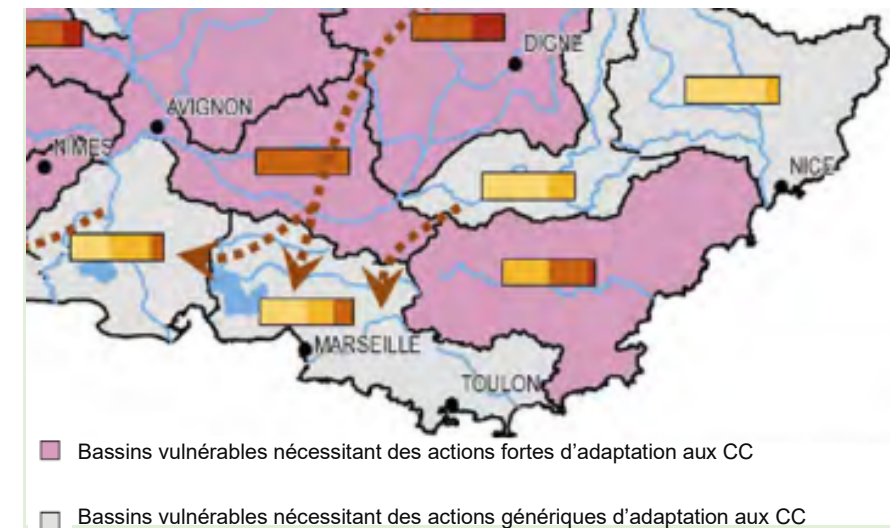 DIGNE
AVIGNON
NIMES
NICE
MARSEILLE
TOULON
Bassins vulnérables nécessitant des actions fortes d’adaptation aux CC
Bassins vulnérables nécessitant des actions génériques d’adaptation aux CC